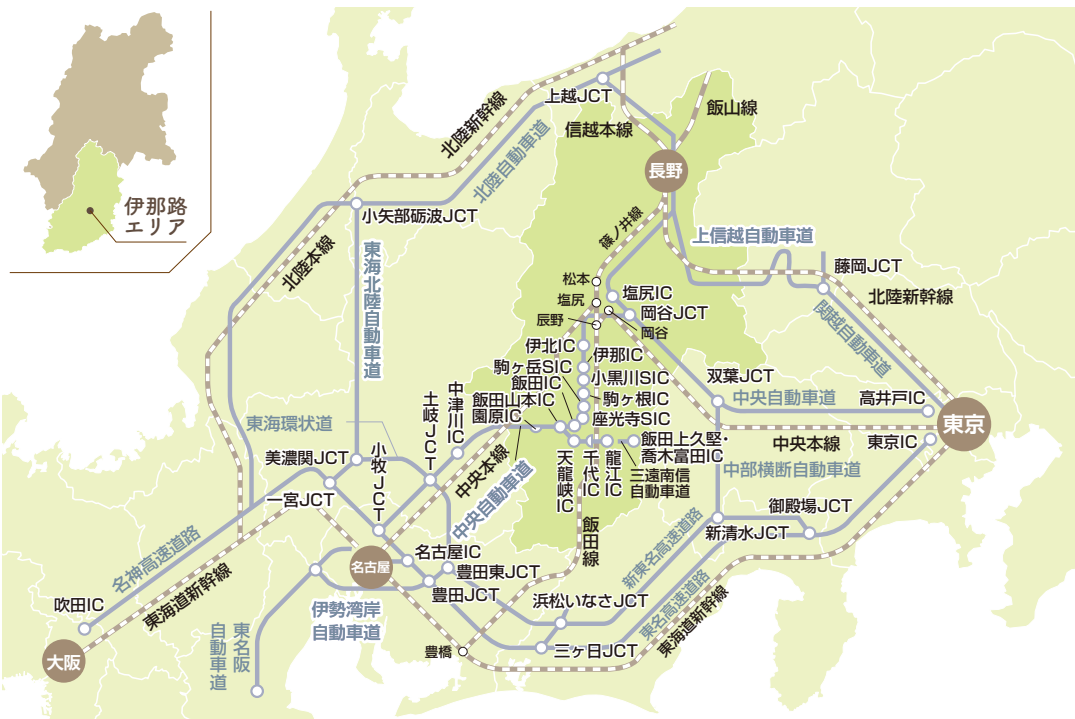 伊那路
エリア
北陸新幹線
上越JCT
北陸自動車道
信越本線
飯山線
長野
小矢部砺波JCT
北陸本線
東海北陸自動車道
篠ノ井線
上信越自動車道
藤岡JCT
北陸新幹線
関越自動車道
松本
塩尻
辰野
塩尻IC
岡谷JCT
岡谷
伊北IC
伊那IC
駒ヶ岳SIC
小黒川SIC
飯田IC
駒ヶ根IC
飯田山本IC
座光寺SIC
園原IC
飯田上久堅・
喬木富田IC
三遠南信
自動車道
天龍峡IC
千代IC
龍江IC
飯田線
双葉JCT
中央自動車道
高井戸IC
東京
中央本線
東京IC
中部横断自動車道
御殿場JCT
新清水JCT
東海環状道
土岐JCT
中津川IC
中央本線
中央自動車道
美濃関JCT
小牧JCT
一宮JCT
名神高速道路
東海道新幹線
吹田IC
大阪
名古屋
名古屋IC
豊田東JCT
豊田JCT
伊勢湾岸
自動車道
東名阪
自動車道
豊橋
浜松いなさJCT
三ヶ日JCT
新東名高速道路
東名高速道路
東海道新幹線